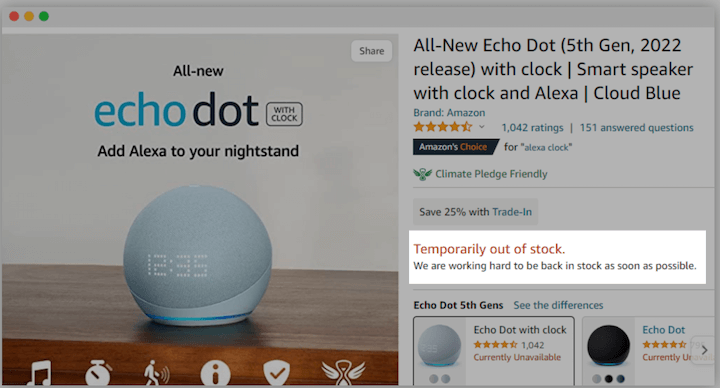 Share
All-new
echo dot WITH CLOCK
Add Alexa to your nightstand
12:35
All-New Echo Dot (5th Gen, 2022
release) with clock | Smart speaker
with clock and Alexa | Cloud Blue
Brand: Amazon
1,042 ratings | 151 answered questions
Amazon's Choice for "alexa clock"
Climate Pledge Friendly
Save 25% with Trade-In
Temporarily out of stock.
We are working hard to be back in stock as soon as possible.
Echo Dot 5th Gens See the differences
Echo Dot with clock
1,042
Currently Unavailable
Echo Dot
Currently Unavailable